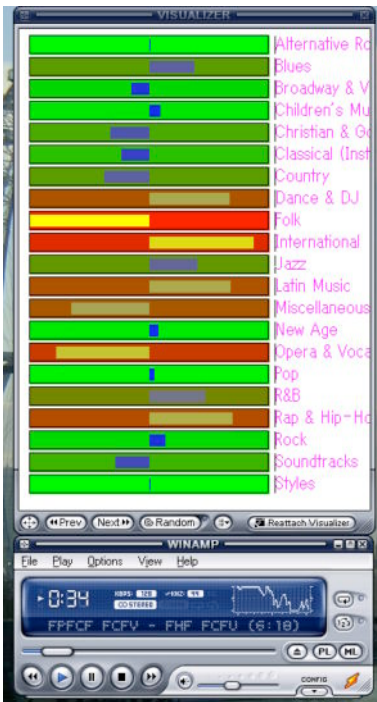 VISUALIZER
Alternative Ro
Blues
Broadway & V
Children's Mu
Christian & Go
Classical (Inst
Country
Dance & DJ
Folk
International
Jazz
Latin Music
Miscellaneous
New Age
Opera & Voca
Pop
R&B
Rap & Hip-Ho
Rock
Soundtracks
Styles
Prev Next Random Reattach Visualizer
WINAMP
File Play Options View Help
0:34 KBPS: 128 KHZ: 44
STEREO
FPFCF FCFV - FHF FCFU (6:18)
PL ML
CONFIG